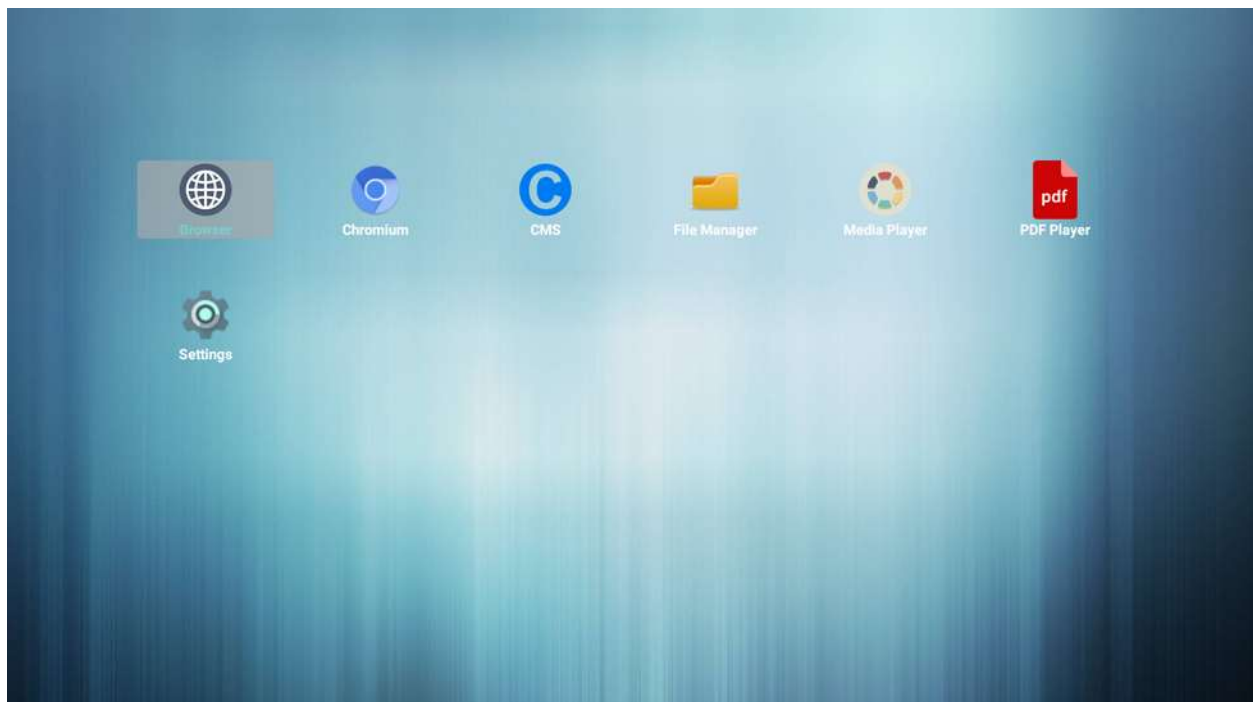 Browser
Chromium
CMS
File Manager
Media Player
pdf
PDF Player
Settings